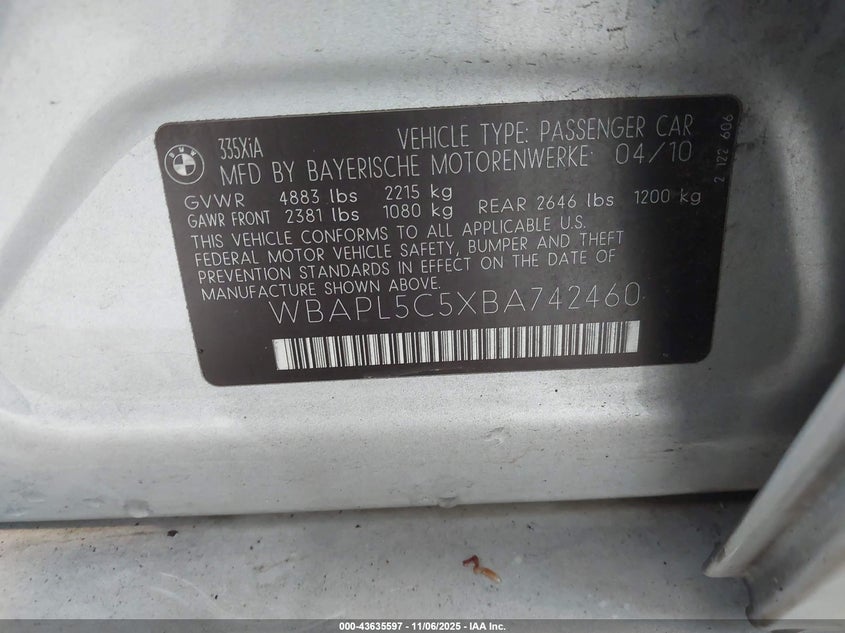 BMW
335XiA
VEHICLE TYPE: PASSENGER CAR
MFD BY BAYERISCHE MOTORENWERKE 04/10
GVWR 4883 lbs 2215 kg
GAWR FRONT 2381 lbs 1080 kg REAR 2646 lbs 1200 kg
THIS VEHICLE CONFORMS TO ALL APPLICABLE U.S.
FEDERAL MOTOR VEHICLE SAFETY, BUMPER AND THEFT
PREVENTION STANDARDS IN EFFECT ON THE DATE OF
MANUFACTURE SHOWN ABOVE.
WBAPL5C5XBA742460
2 122 606
000-43635597 - 11/06/2025 - IAA Inc.